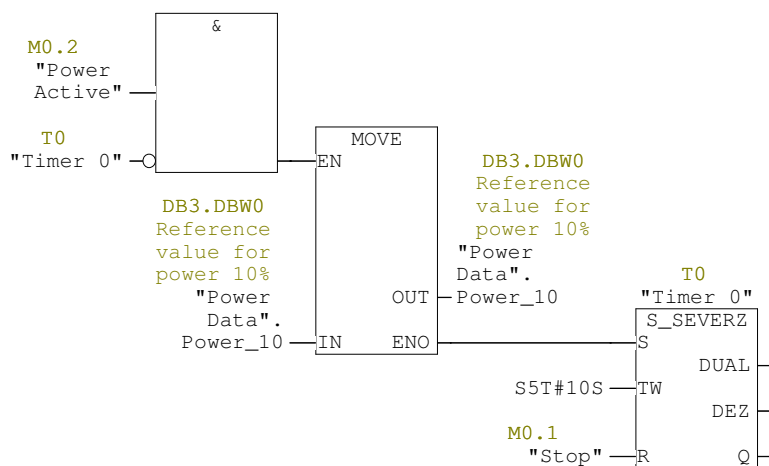 &
M0.2
"Power
Active"
T0
"Timer 0"
MOVE
EN
DB3.DBW0
Reference
value for
power 10%
"Power
Data".
Power_10
IN
OUT
ENO
DB3.DBW0
Reference
value for
power 10%
"Power
Data".
Power_10
T0
"Timer 0"
S_SEVERZ
S
DUAL
S5T#10S
TW
DEZ
M0.1
"Stop"
R
Q